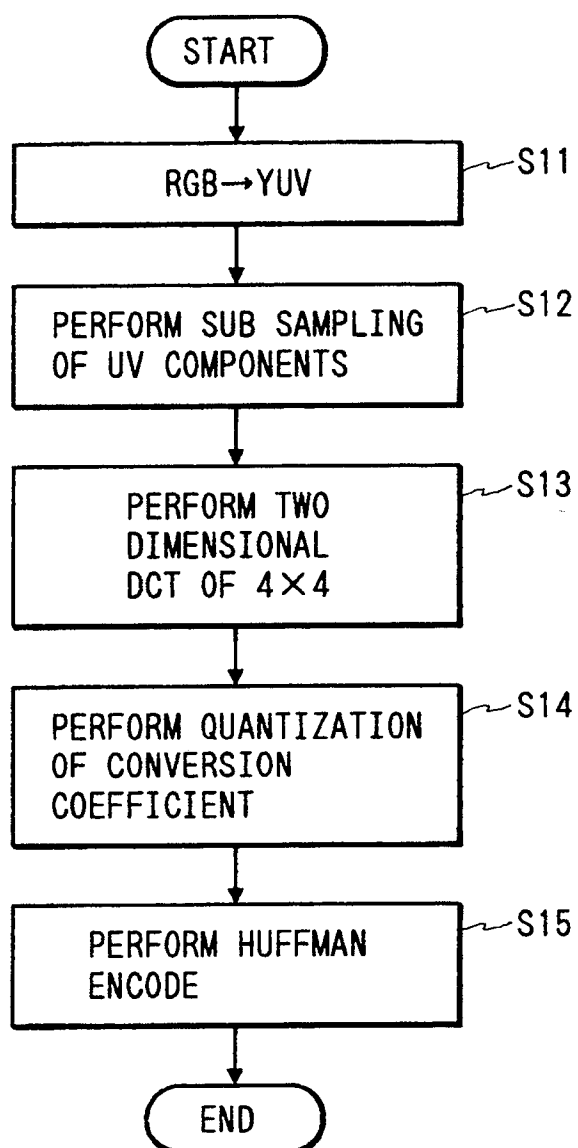 START
RGB→YUV
S11
PERFORM SUB SAMPLING
OF UV COMPONENTS
S12
PERFORM TWO
DIMENSIONAL
DCT OF 4×4
S13
PERFORM QUANTIZATION
OF CONVERSION
COEFFICIENT
S14
PERFORM HUFFMAN
ENCODE
S15
END